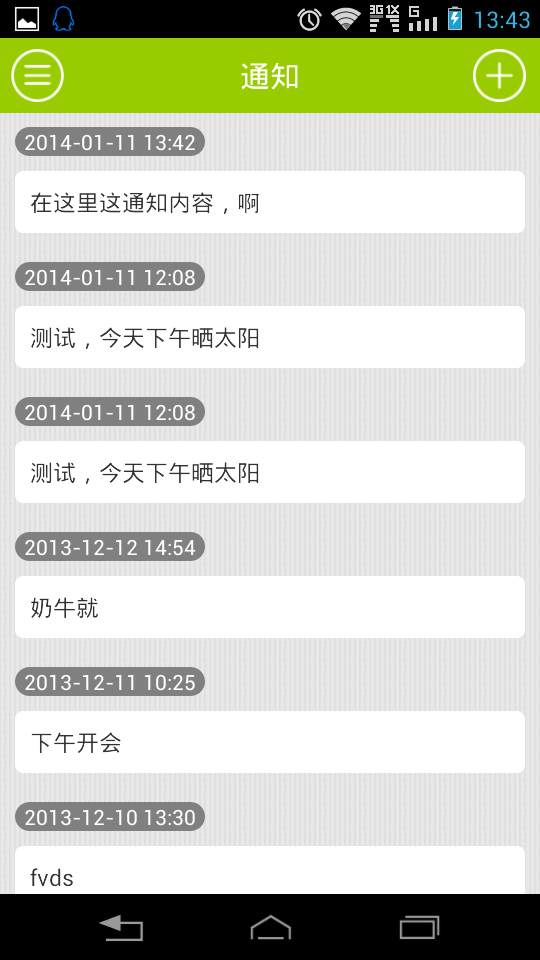 3G 1X G 13:43
通知
2014-01-11 13:42
在这里这通知内容，啊
2014-01-11 12:08
测试，今天下午晒太阳
2014-01-11 12:08
测试，今天下午晒太阳
2013-12-12 14:54
奶牛就
2013-12-11 10:25
下午开会
2013-12-10 13:30
fvds